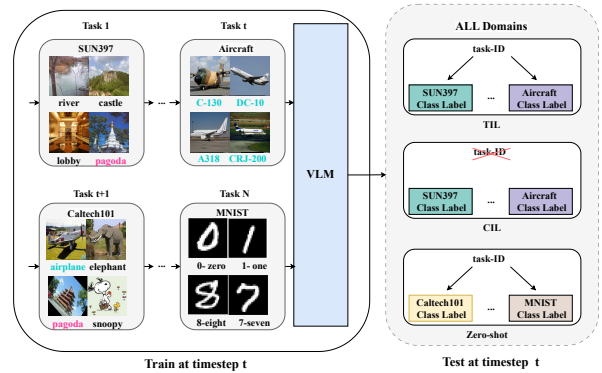 Task 1
SUN397
river
castle
lobby
pagoda
...
Task t
Aircraft
C-130
DC-10
A318
CRJ-200
Task t+1
Caltech101
airplane
elephant
pagoda
snoopy
...
Task N
MNIST
0- zero
1- one
8-eight
7-seven
VLM
Train at timestep t
ALL Domains
task-ID
SUN397
Class Label
...
Aircraft
Class Label
TIL
task-ID
SUN397
Class Label
...
Aircraft
Class Label
CIL
task-ID
Caltech101
Class Label
...
MNIST
Class Label
Zero-shot
Test at timestep t